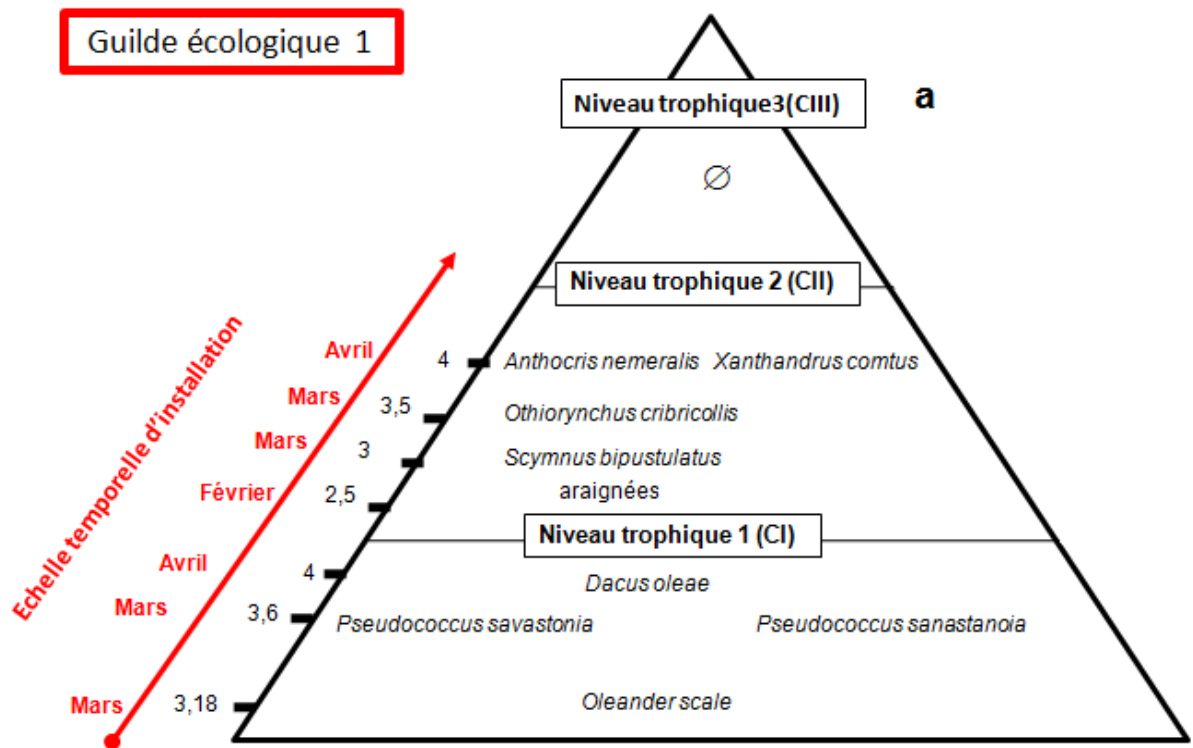 Guilde écologique 1
Niveau trophique3(CIII)
a
∅
Niveau trophique 2 (CII)
Echelle temporelle d'installation
Avril
4
Anthocris nemeralis Xanthandrus comtus
Mars
3,5
Othiorynchus cribricollis
Mars
3
Scymnus bipustulatus
Février
2,5
araignées
Niveau trophique 1 (CI)
Avril
4
Dacus oleae
Mars
3,6
Pseudococcus savastonia
Pseudococcus sanastanoia
Mars
3,18
Oleander scale